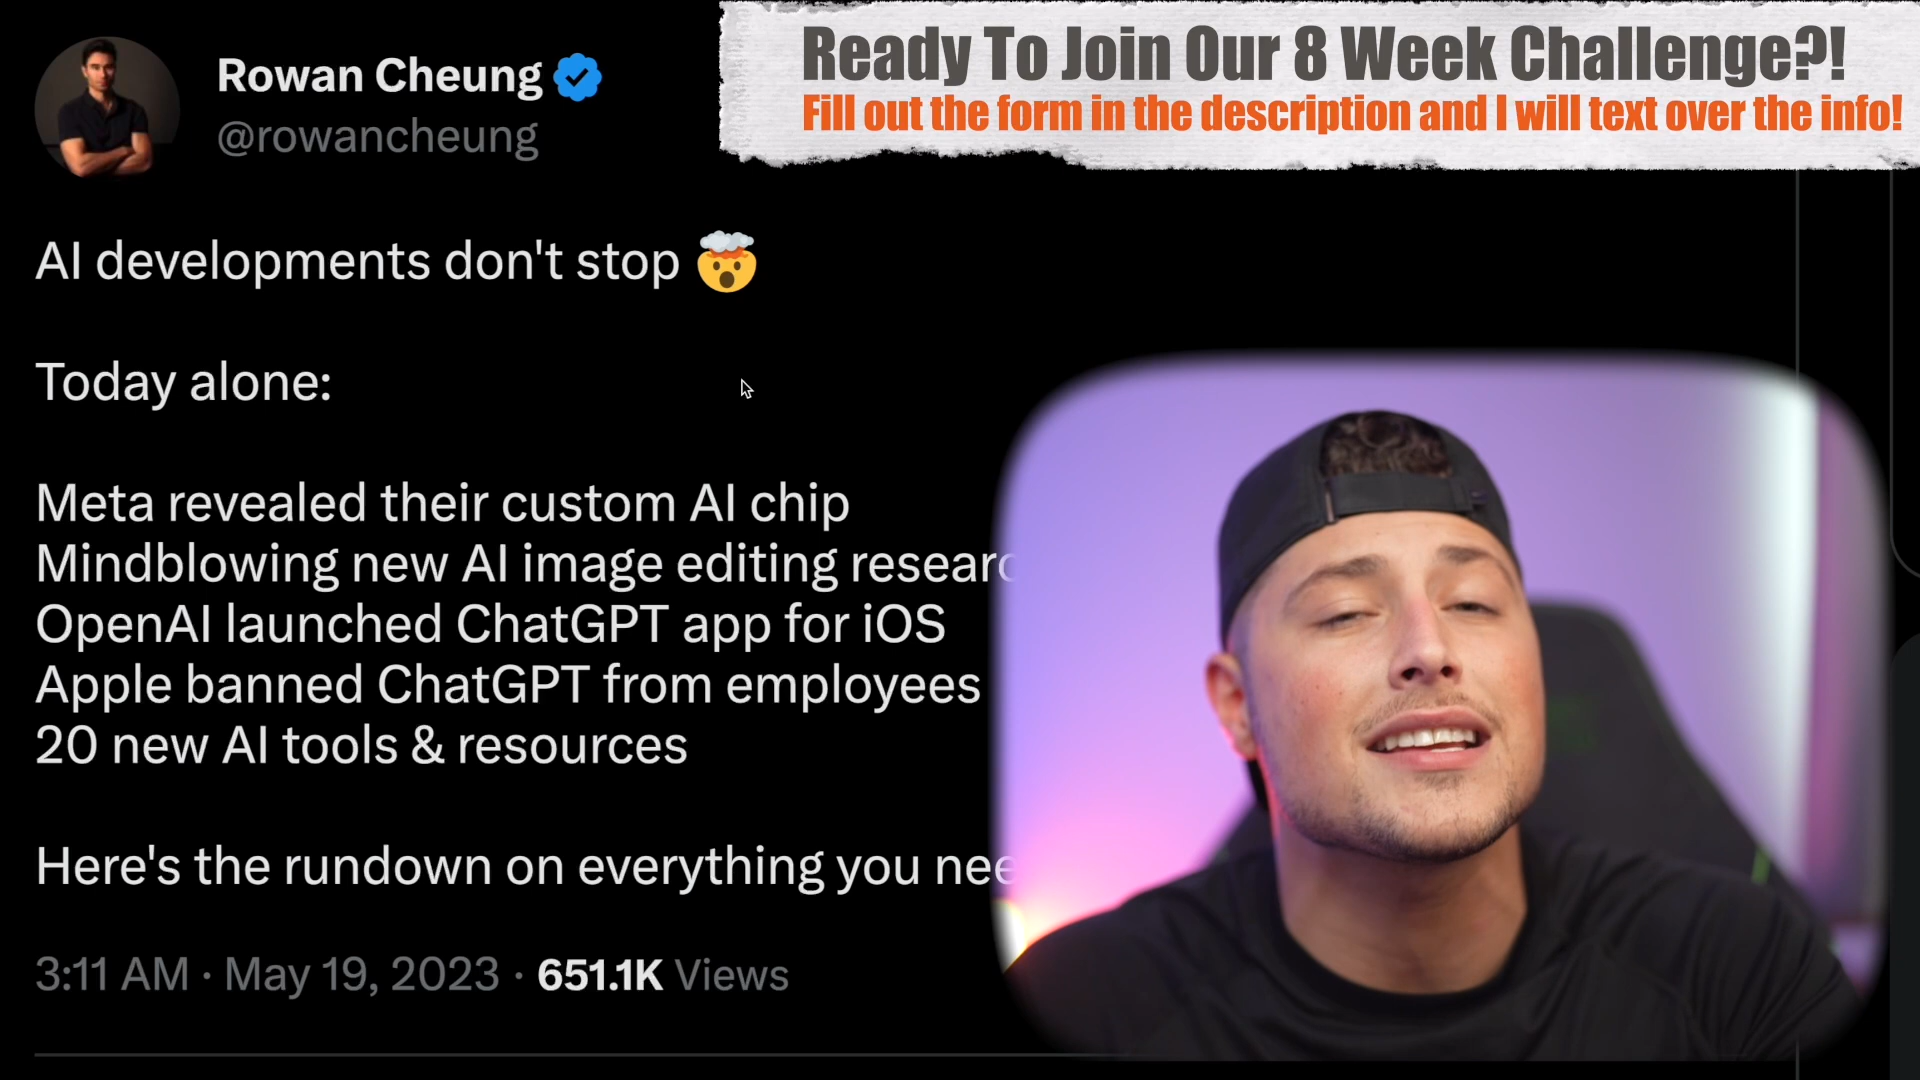 Rowan Cheung
@rowancheung
Ready To Join Our 8 Week Challenge?!
Fill out the form in the description and I will text over the info!
AI developments don't stop 🤯
Today alone:
Meta revealed their custom AI chip
Mindblowing new AI image editing
OpenAI launched ChatGPT app for iOS
Apple banned ChatGPT from employees
20 new AI tools & resources
Here's the rundown on everything you
3:11 AM · May 19, 2023 · 651.1K Views